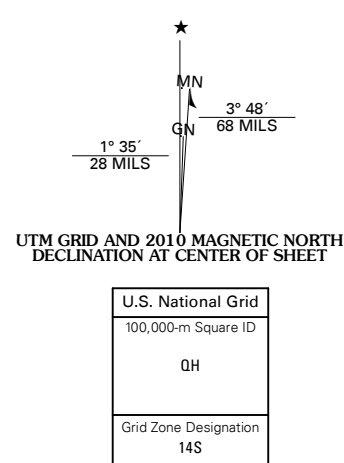 MN
3° 48´
68 MILS
GN
1° 35´
28 MILS
UTM GRID AND 2010 MAGNETIC NORTH
DECLINATION AT CENTER OF SHEET
U.S. National Grid
100,000-m Square ID
QH
Grid Zone Designation
14S